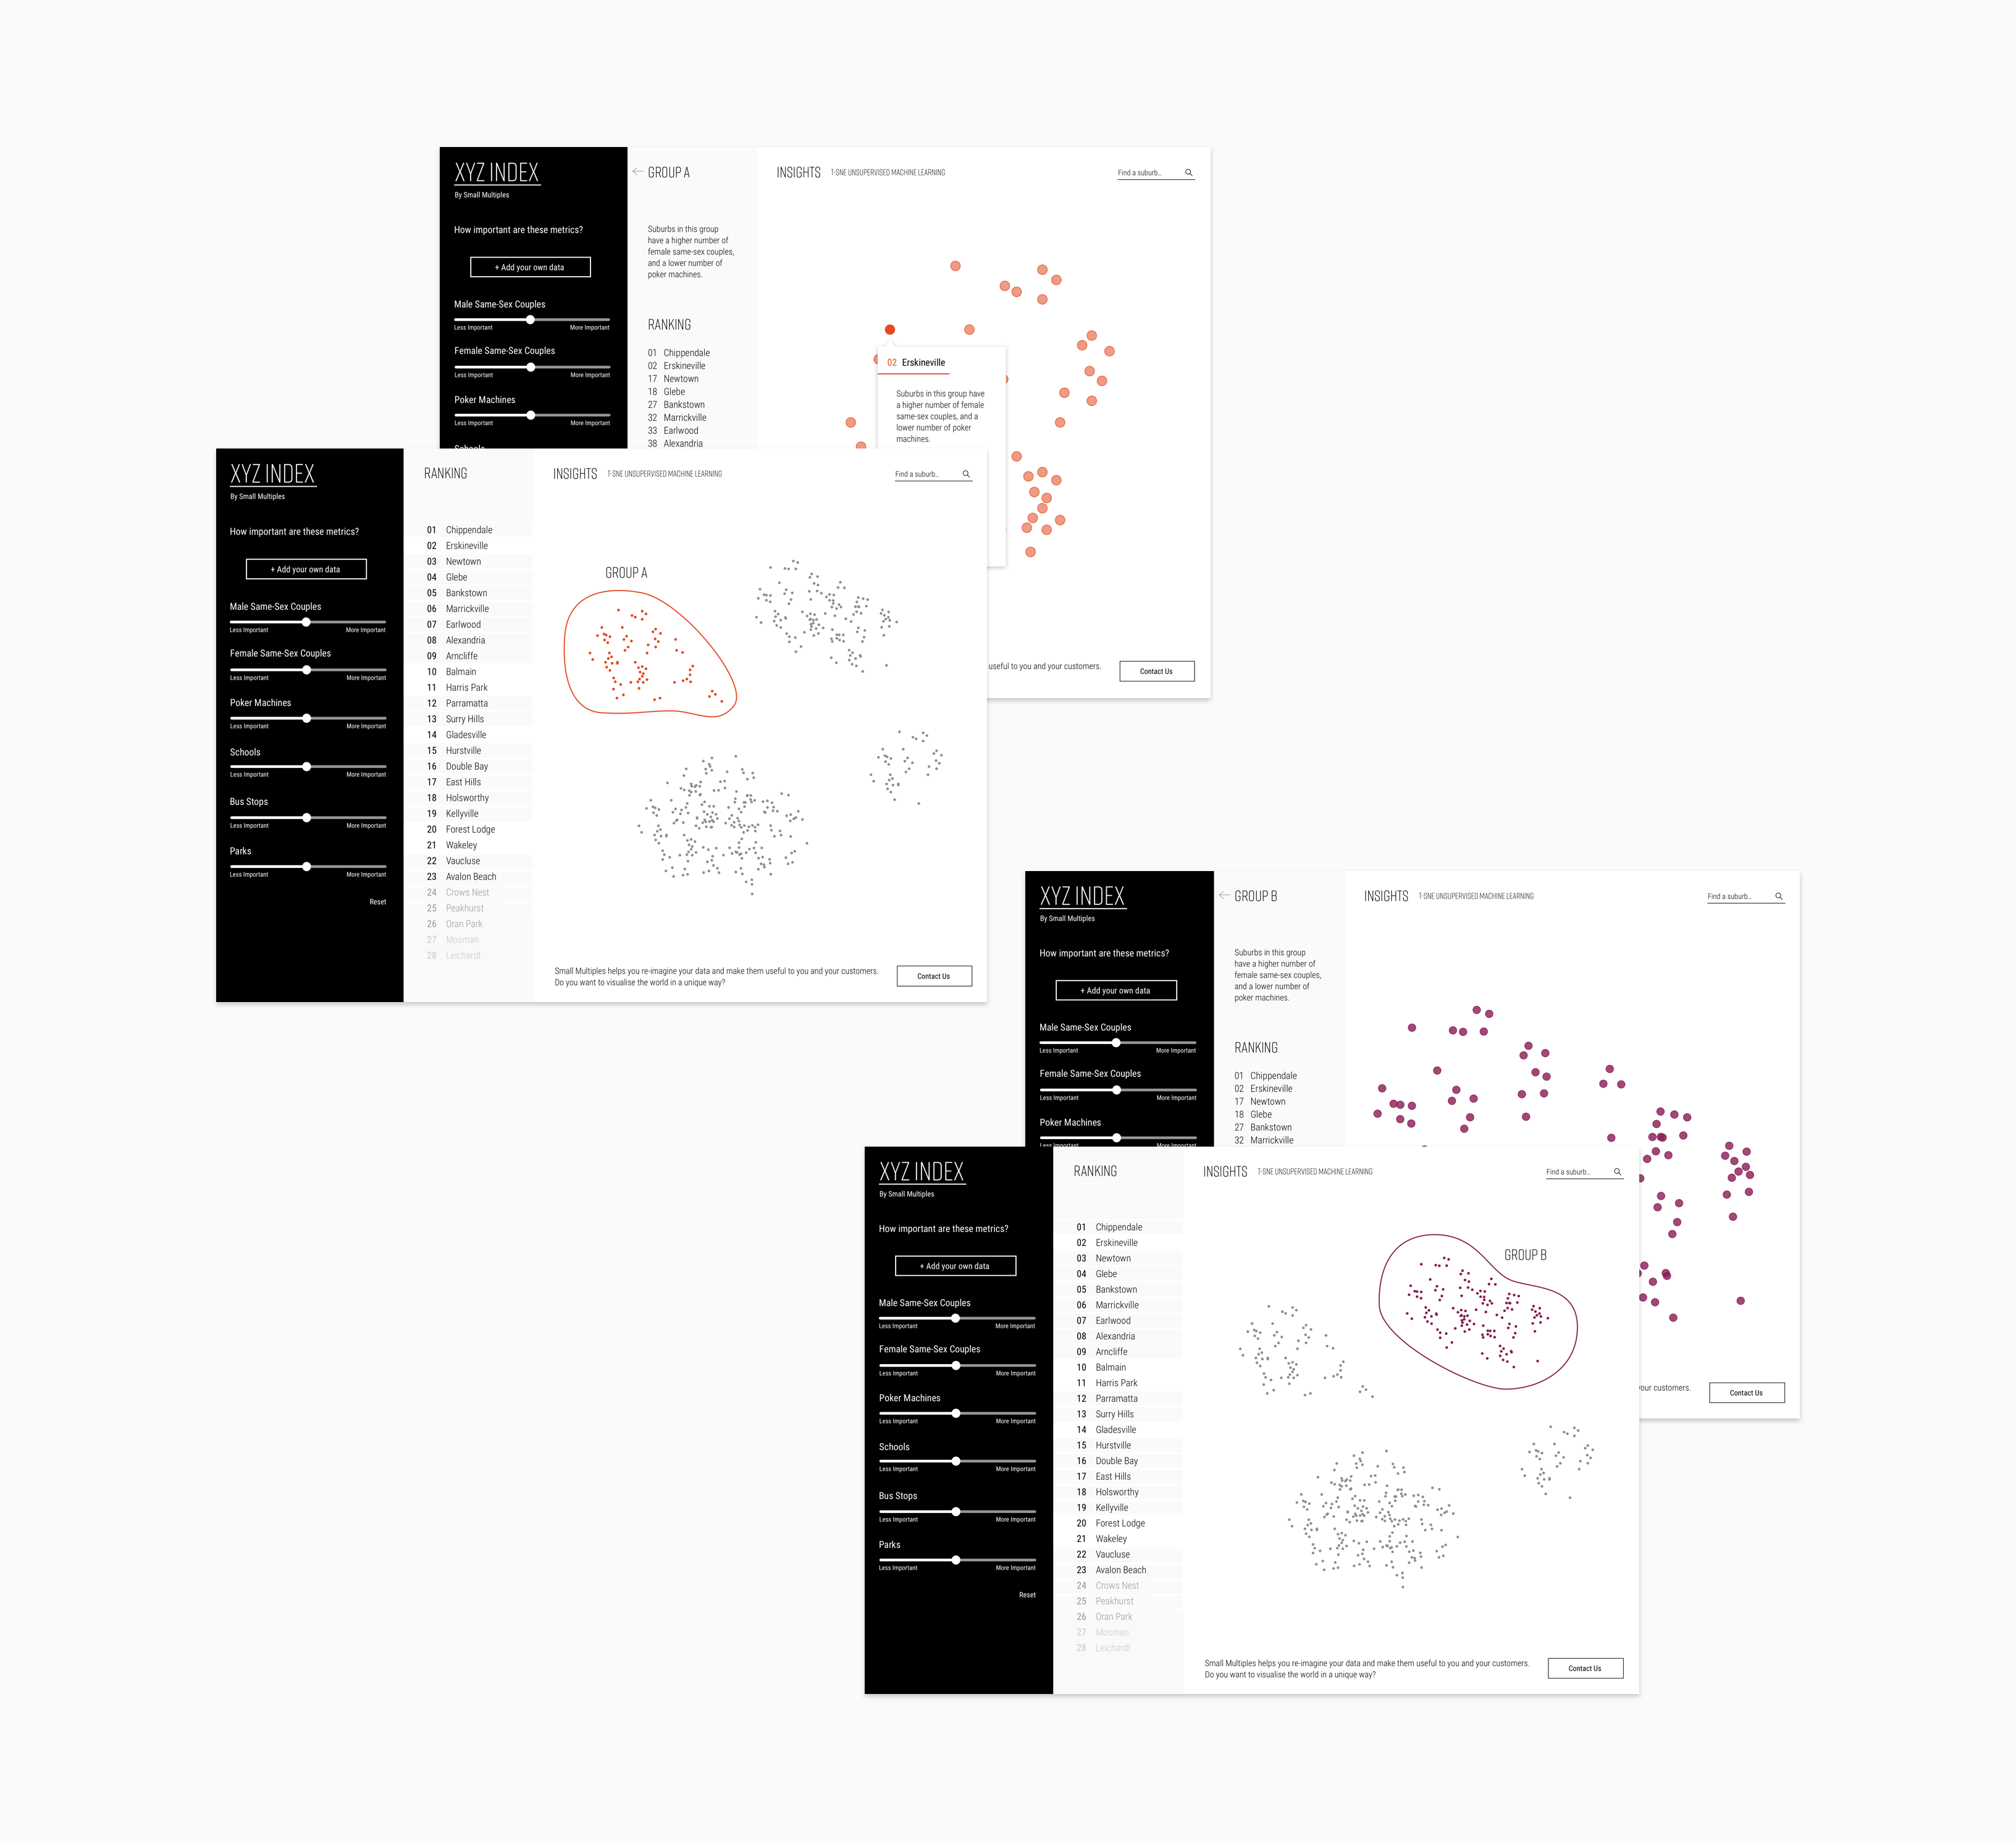 XYZ INDEX
By Small Multiples
How important are these metrics?
+ Add your own data
Male Same-Sex Couples
Less Important More Important
Female Same-Sex Couples
Less Important More Important
Poker Machines
Less Important More Important
GROUP A
Suburbs in this group
have a higher number of
female same-sex couples,
and a lower number of
poker machines.
RANKING
01 Chippendale
02 Erskineville
17 Newtown
18 Glebe
27 Bankstown
32 Marrickville
33 Earlwood
38 Alexandria
INSIGHTS T-SNE UNSUPERVISED MACHINE LEARNING
Find a suburb...
02 Erskineville
Suburbs in this group have
a higher number of female
same-sex couples, and a
lower number of poker
machines.
useful to you and your customers.
Contact Us
XYZ INDEX
By Small Multiples
How important are these metrics?
+ Add your own data
Male Same-Sex Couples
Less Important More Important
Female Same-Sex Couples
Less Important More Important
Poker Machines
Less Important More Important
Schools
Less Important More Important
Bus Stops
Less Important More Important
Parks
Less Important More Important
Reset
RANKING
01 Chippendale
02 Erskineville
03 Newtown
04 Glebe
05 Bankstown
06 Marrickville
07 Earlwood
08 Alexandria
09 Arncliffe
10 Balmain
11 Harris Park
12 Parramatta
13 Surry Hills
14 Gladesville
15 Hurstville
16 Double Bay
17 East Hills
18 Holsworthy
19 Kellyville
20 Forest Lodge
21 Wakeley
22 Vaucluse
23 Avalon Beach
24 Crows Nest
25 Peakhurst
26 Oran Park
27 Mosman
28 Leichardt
INSIGHTS T-SNE UNSUPERVISED MACHINE LEARNING
Find a suburb...
GROUP A
Small Multiples helps you re-imagine your data and make them useful to you and your customers.
Do you want to visualise the world in a unique way?
Contact Us
XYZ INDEX
By Small Multiples
How important are these metrics?
+ Add your own data
Male Same-Sex Couples
Less Important More Important
Female Same-Sex Couples
Less Important More Important
Poker Machines
Less Important More Important
GROUP B
Suburbs in this group
have a higher number of
female same-sex couples,
and a lower number of
poker machines.
RANKING
01 Chippendale
02 Erskineville
17 Newtown
18 Glebe
27 Bankstown
32 Marrickville
INSIGHTS T-SNE UNSUPERVISED MACHINE LEARNING
Find a suburb...
your customers.
Contact Us
XYZ INDEX
By Small Multiples
How important are these metrics?
+ Add your own data
Male Same-Sex Couples
Less Important More Important
Female Same-Sex Couples
Less Important More Important
Poker Machines
Less Important More Important
Schools
Less Important More Important
Bus Stops
Less Important More Important
Parks
Less Important More Important
Reset
RANKING
01 Chippendale
02 Erskineville
03 Newtown
04 Glebe
05 Bankstown
06 Marrickville
07 Earlwood
08 Alexandria
09 Arncliffe
10 Balmain
11 Harris Park
12 Parramatta
13 Surry Hills
14 Gladesville
15 Hurstville
16 Double Bay
17 East Hills
18 Holsworthy
19 Kellyville
20 Forest Lodge
21 Wakeley
22 Vaucluse
23 Avalon Beach
24 Crows Nest
25 Peakhurst
26 Oran Park
27 Mosman
28 Leichardt
INSIGHTS T-SNE UNSUPERVISED MACHINE LEARNING
Find a suburb...
GROUP B
Small Multiples helps you re-imagine your data and make them useful to you and your customers.
Do you want to visualise the world in a unique way?
Contact Us